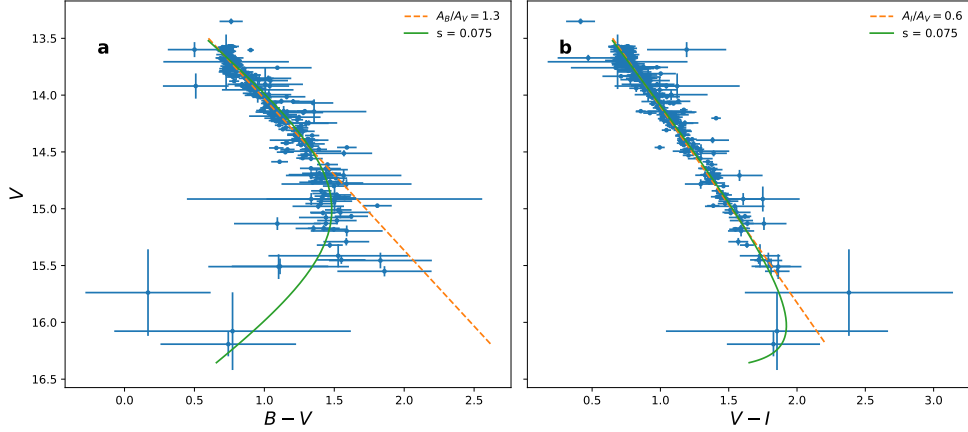 a
A_B/A_V = 1.3
s = 0.075
13.5
14.0
14.5
15.0
15.5
16.0
16.5
V
0.0 0.5 1.0 1.5 2.0 2.5
B − V
b
A_I/A_V = 0.6
s = 0.075
0.5 1.0 1.5 2.0 2.5 3.0
V − I